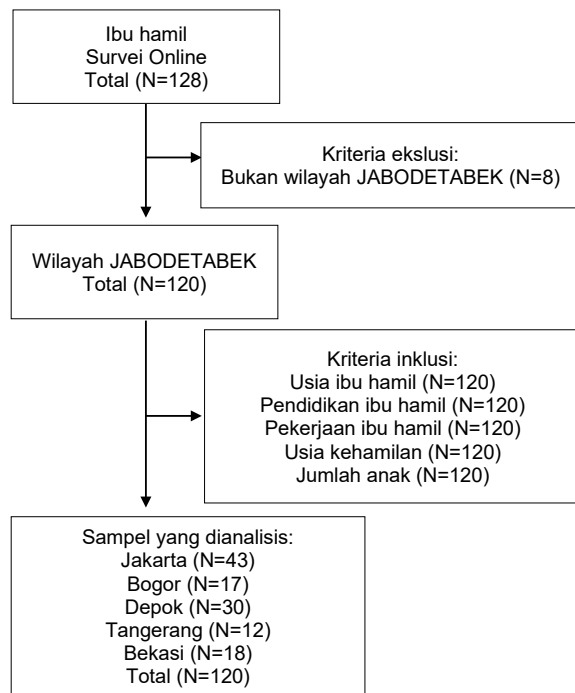 Ibu hamil
Survei Online
Total (N=128)
Kriteria ekslusi:
Bukan wilayah JABODETABEK (N=8)
Wilayah JABODETABEK
Total (N=120)
Kriteria inklusi:
Usia ibu hamil (N=120)
Pendidikan ibu hamil (N=120)
Pekerjaan ibu hamil (N=120)
Usia kehamilan (N=120)
Jumlah anak (N=120)
Sampel yang dianalisis:
Jakarta (N=43)
Bogor (N=17)
Depok (N=30)
Tangerang (N=12)
Bekasi (N=18)
Total (N=120)